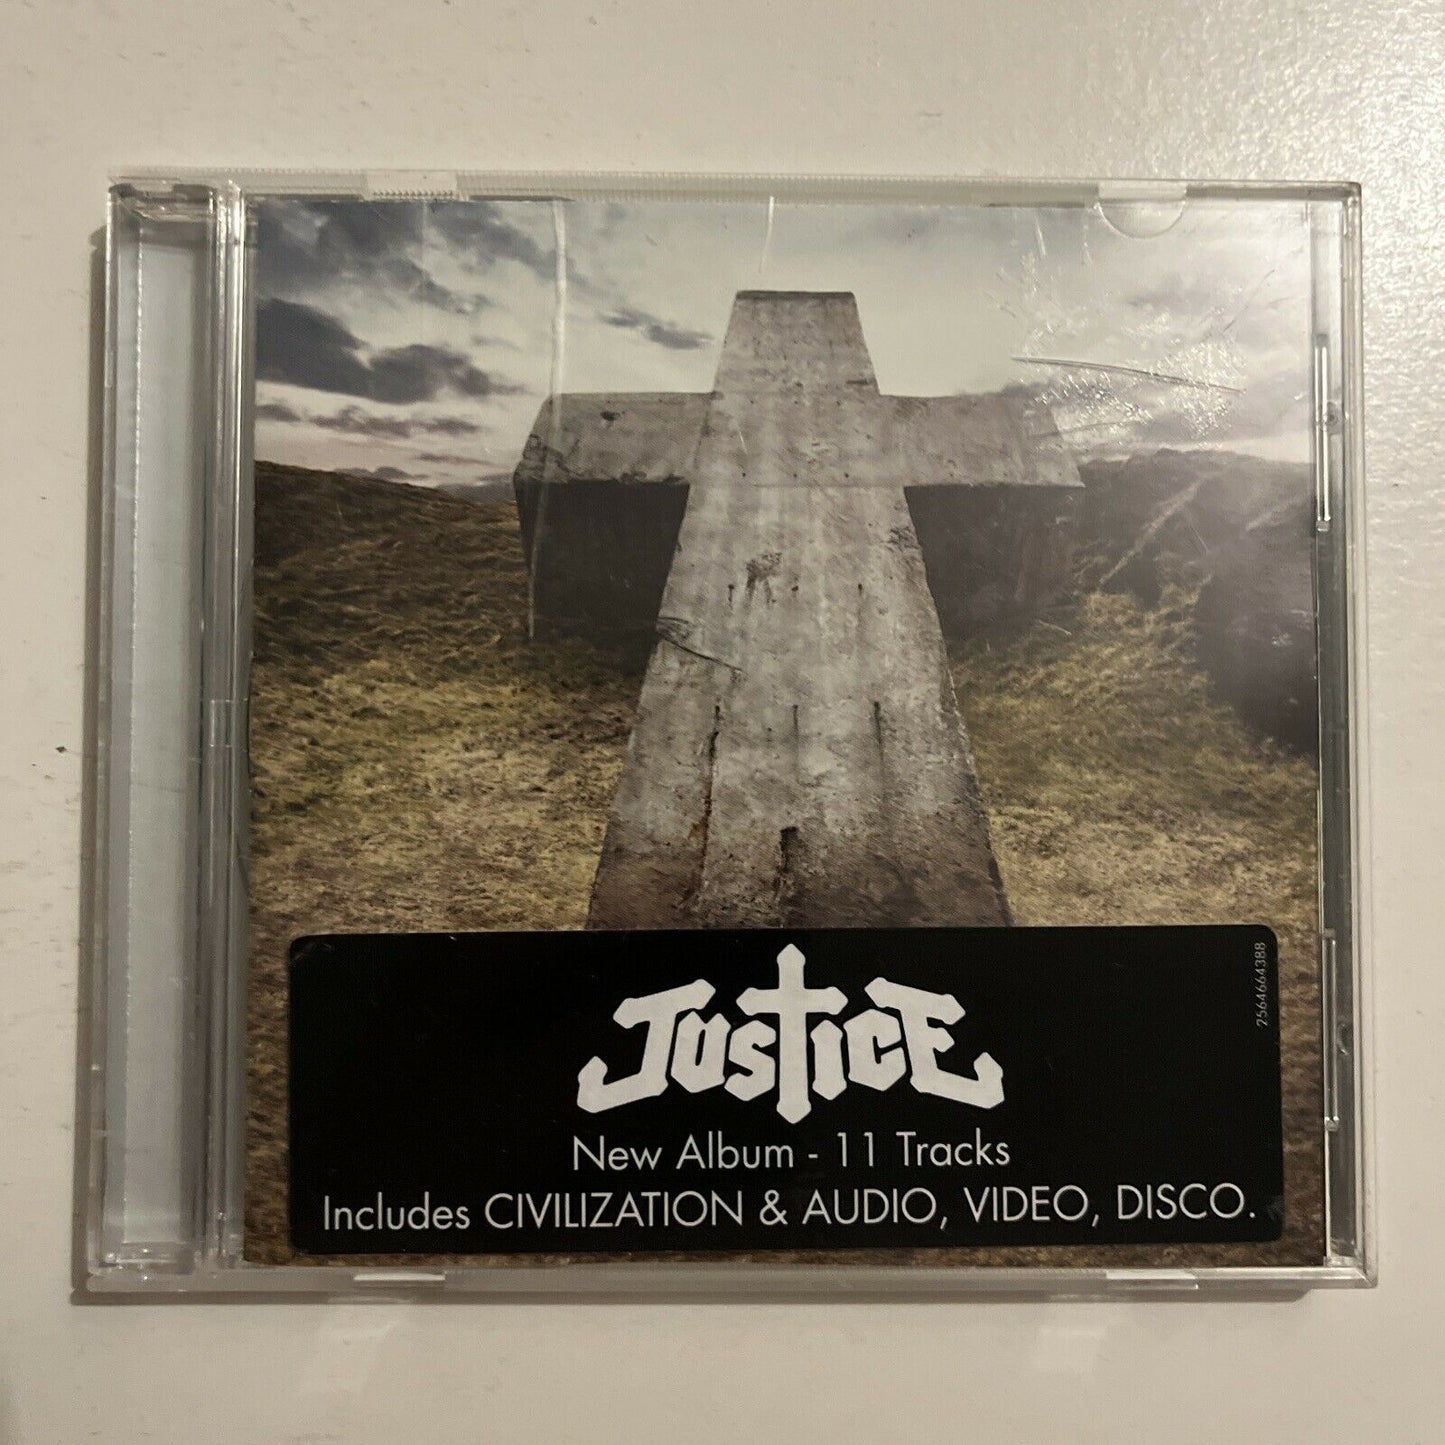 JUSTICE
New Album - 11 Tracks
Includes CIVILIZATION & AUDIO, VIDEO, DISCO.
2564664388